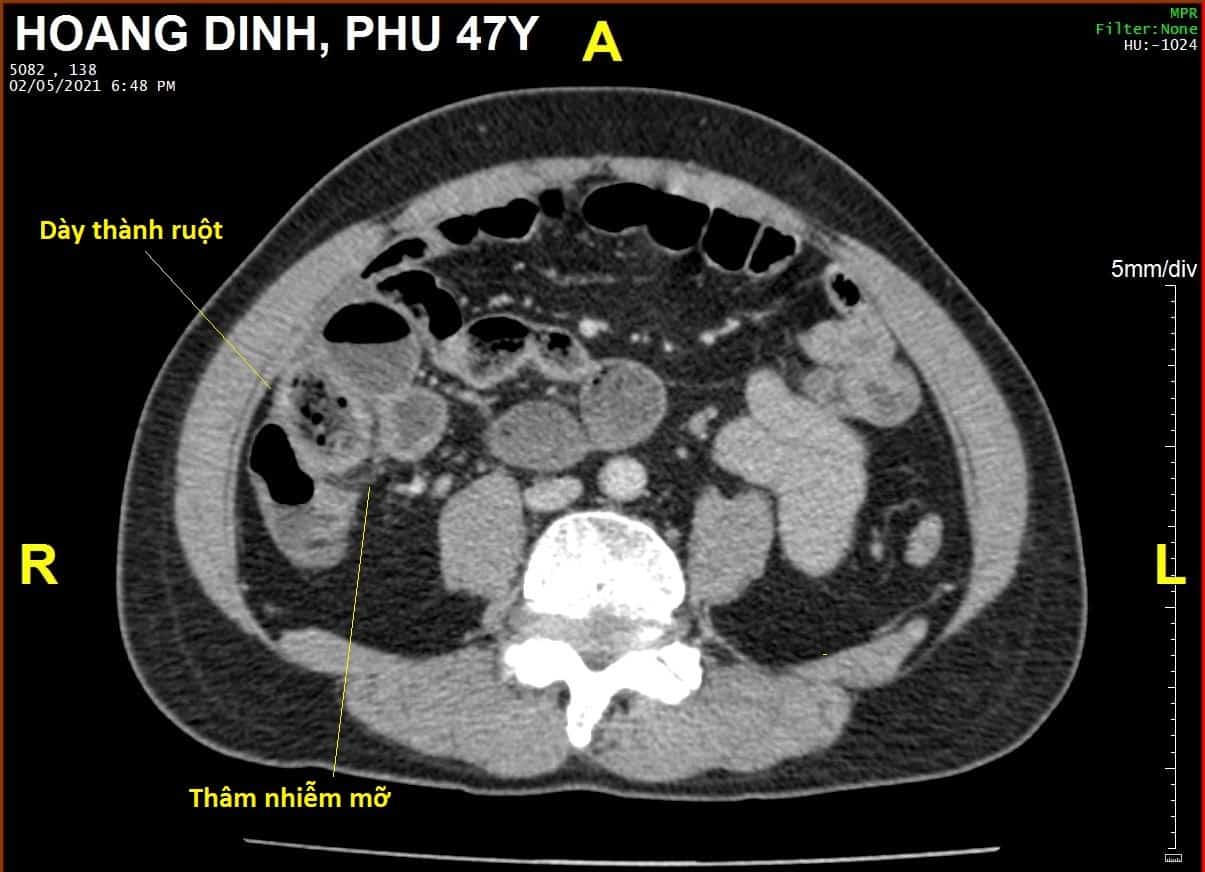 HOANG DINH, PHU 47Y
A
MPR
Filter:None
HU:-1024
5082 , 138
02/05/2021 6:48 PM
Dày thành ruột
5mm/div
R
L
Thâm nhiễm mỡ